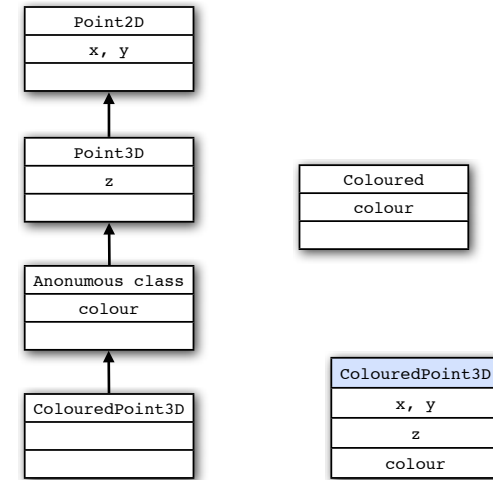 Point2D
x, y
Point3D
z
Anonumous class
colour
ColouredPoint3D
Coloured
colour
ColouredPoint3D
x, y
z
colour